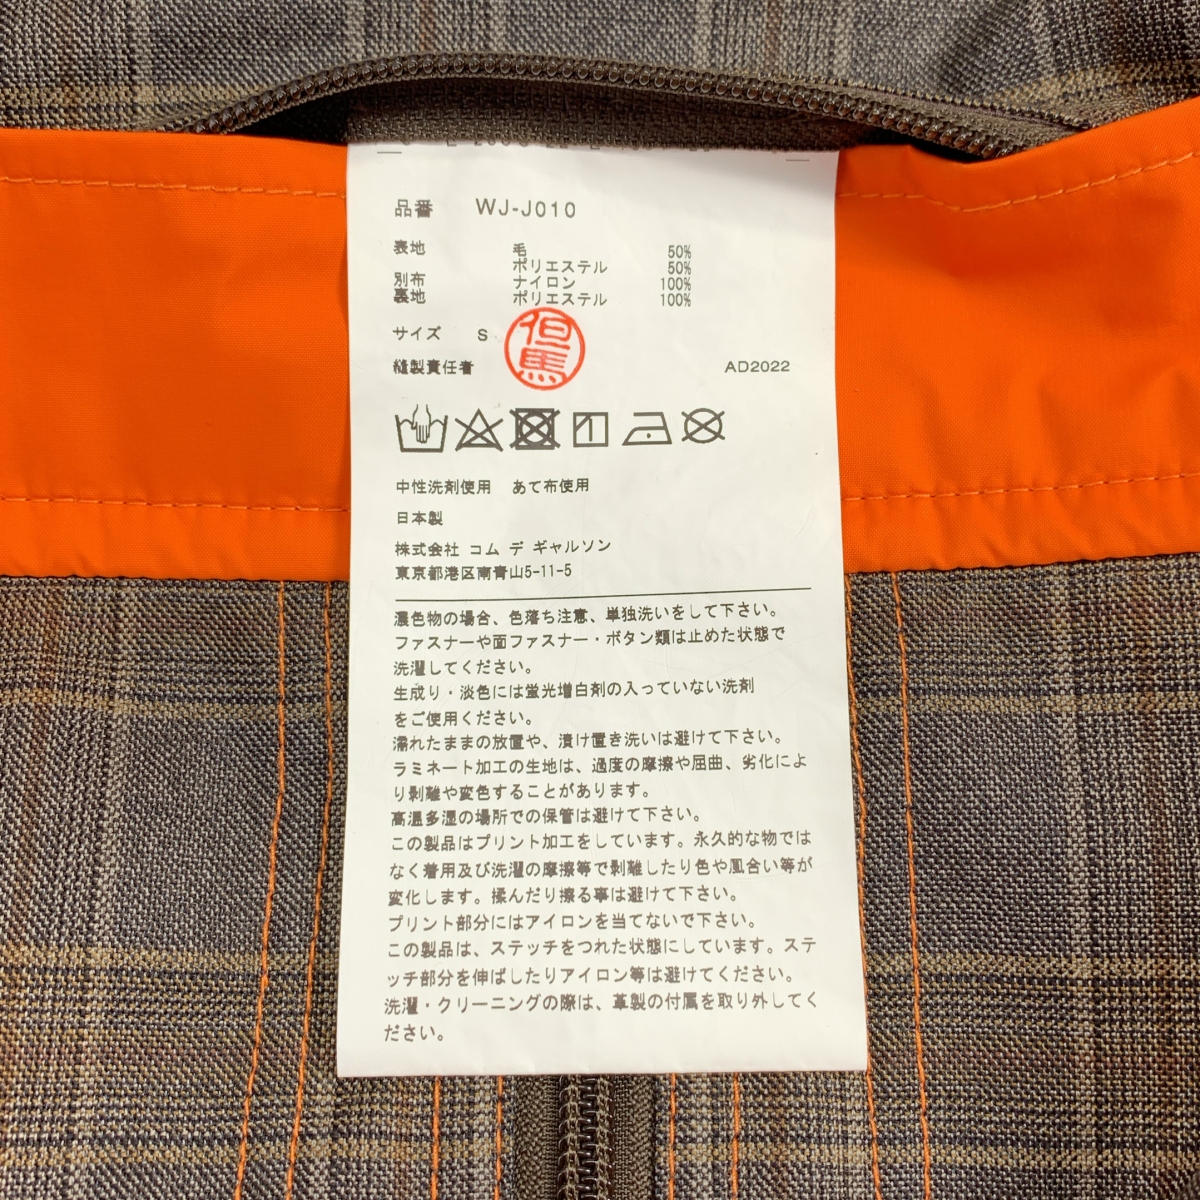 品番 WJ-J010
表地 毛 50%
ポリエステル 50%
別布 ナイロン 100%
裏地 ポリエステル 100%
サイズ S
但馬
縫製責任者 AD2022
中性洗剤使用 あて布使用
日本製
株式会社 コム デ ギャルソン
東京都港区南青山5-11-5
濃色物の場合、色落ち注意、単独洗いをして下さい。
ファスナーや面ファスナー・ボタン類は止めた状態で
洗濯してください。
生成り・淡色には蛍光増白剤の入っていない洗剤
をご使用ください。
濡れたままの放置や、漬け置き洗いは避けて下さい。
ラミネート加工の生地は、過度の摩擦や屈曲、劣化によ
り剥離や変色することがあります。
高温多湿の場所での保管は避けて下さい。
この製品はプリント加工をしています。永久的な物では
なく着用及び洗濯の摩擦等で剥離したり色や風合い等が
変化します。揉んだり擦る事は避けて下さい。
プリント部分にはアイロンを当てないで下さい。
この製品は、ステッチをつれた状態にしています。ステ
ッチ部分を伸ばしたりアイロン等は避けてください。
洗濯・クリーニングの際は、革製の付属を取り外してく
ださい。